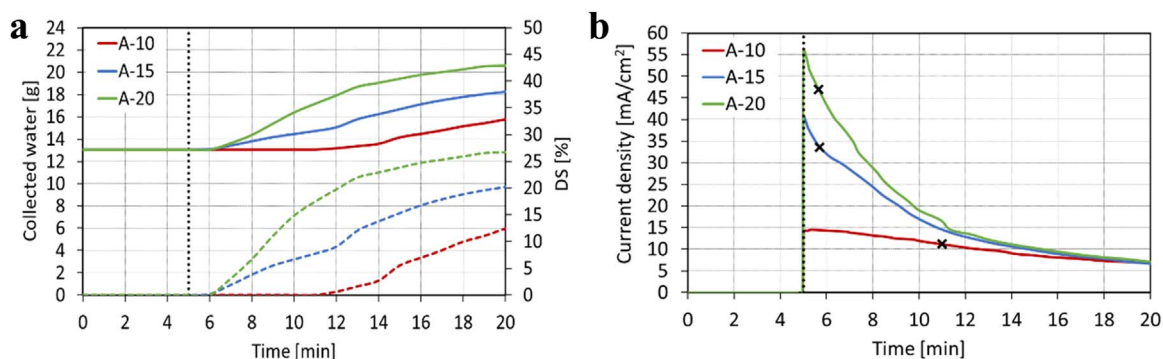 a
24
22
20
18
16
14
12
10
8
6
4
2
0
Collected water [g]
A-10
A-15
A-20
50
45
40
35
30
25
20
15
10
5
0
DS [%]
0 2 4 6 8 10 12 14 16 18 20
Time [min]
b
60
55
50
45
40
35
30
25
20
15
10
5
0
Current density [mA/cm²]
A-10
A-15
A-20
0 2 4 6 8 10 12 14 16 18 20
Time [min]